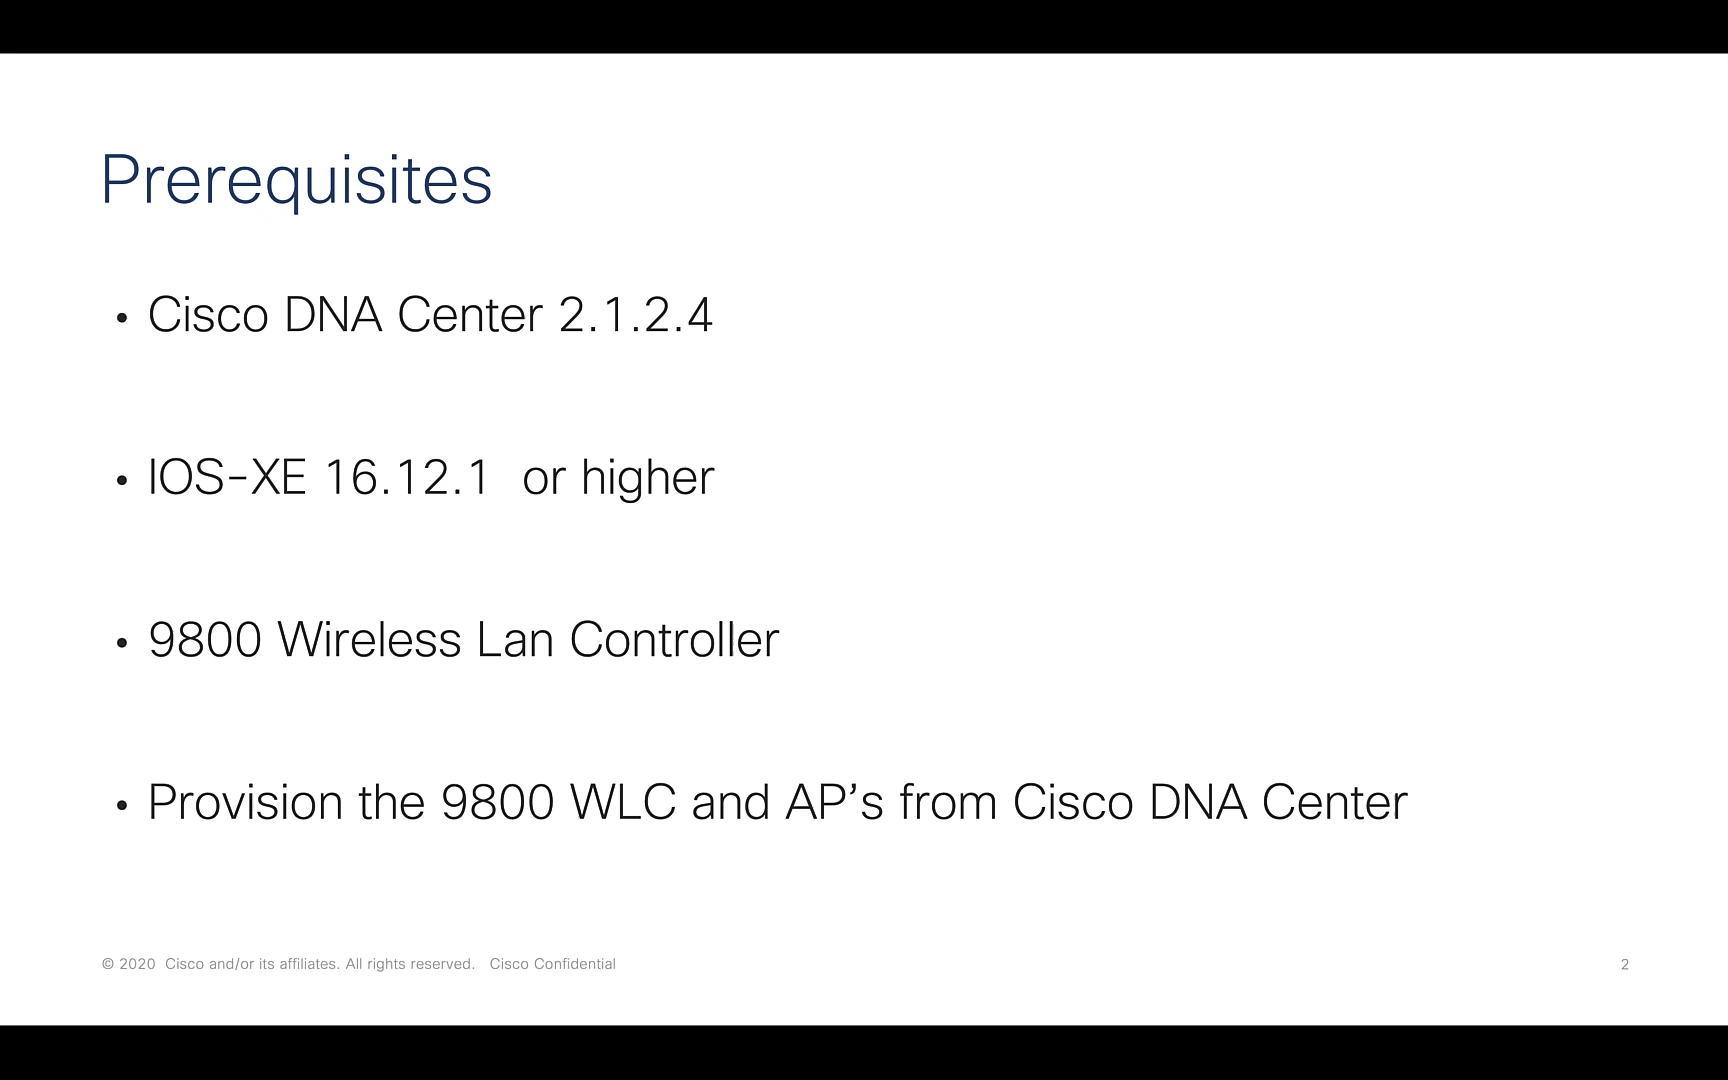 Prerequisites
• Cisco DNA Center 2.1.2.4
• IOS-XE 16.12.1  or higher
• 9800 Wireless Lan Controller
• Provision the 9800 WLC and AP’s from Cisco DNA Center
© 2020  Cisco and/or its affiliates. All rights reserved.   Cisco Confidential
2